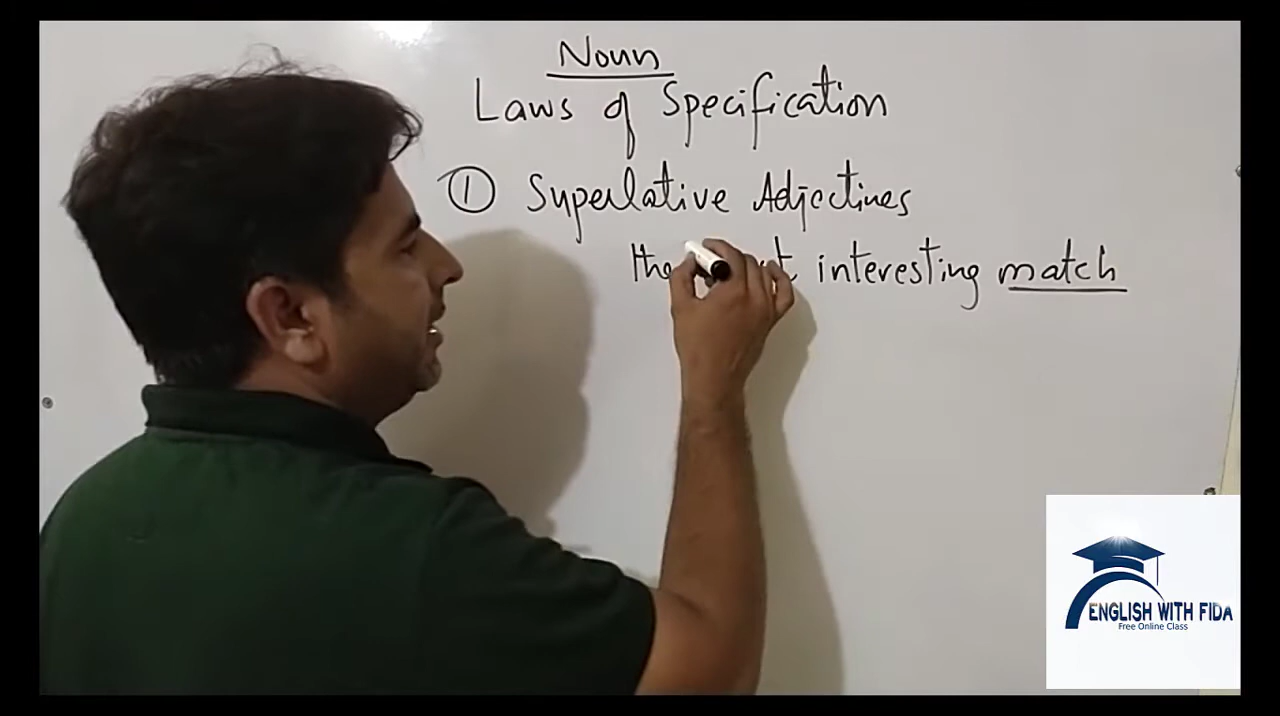 Noun
Laws of Specification
① Superlative Adjectives
the interesting match
ENGLISH WITH FIDA
Free Online Class